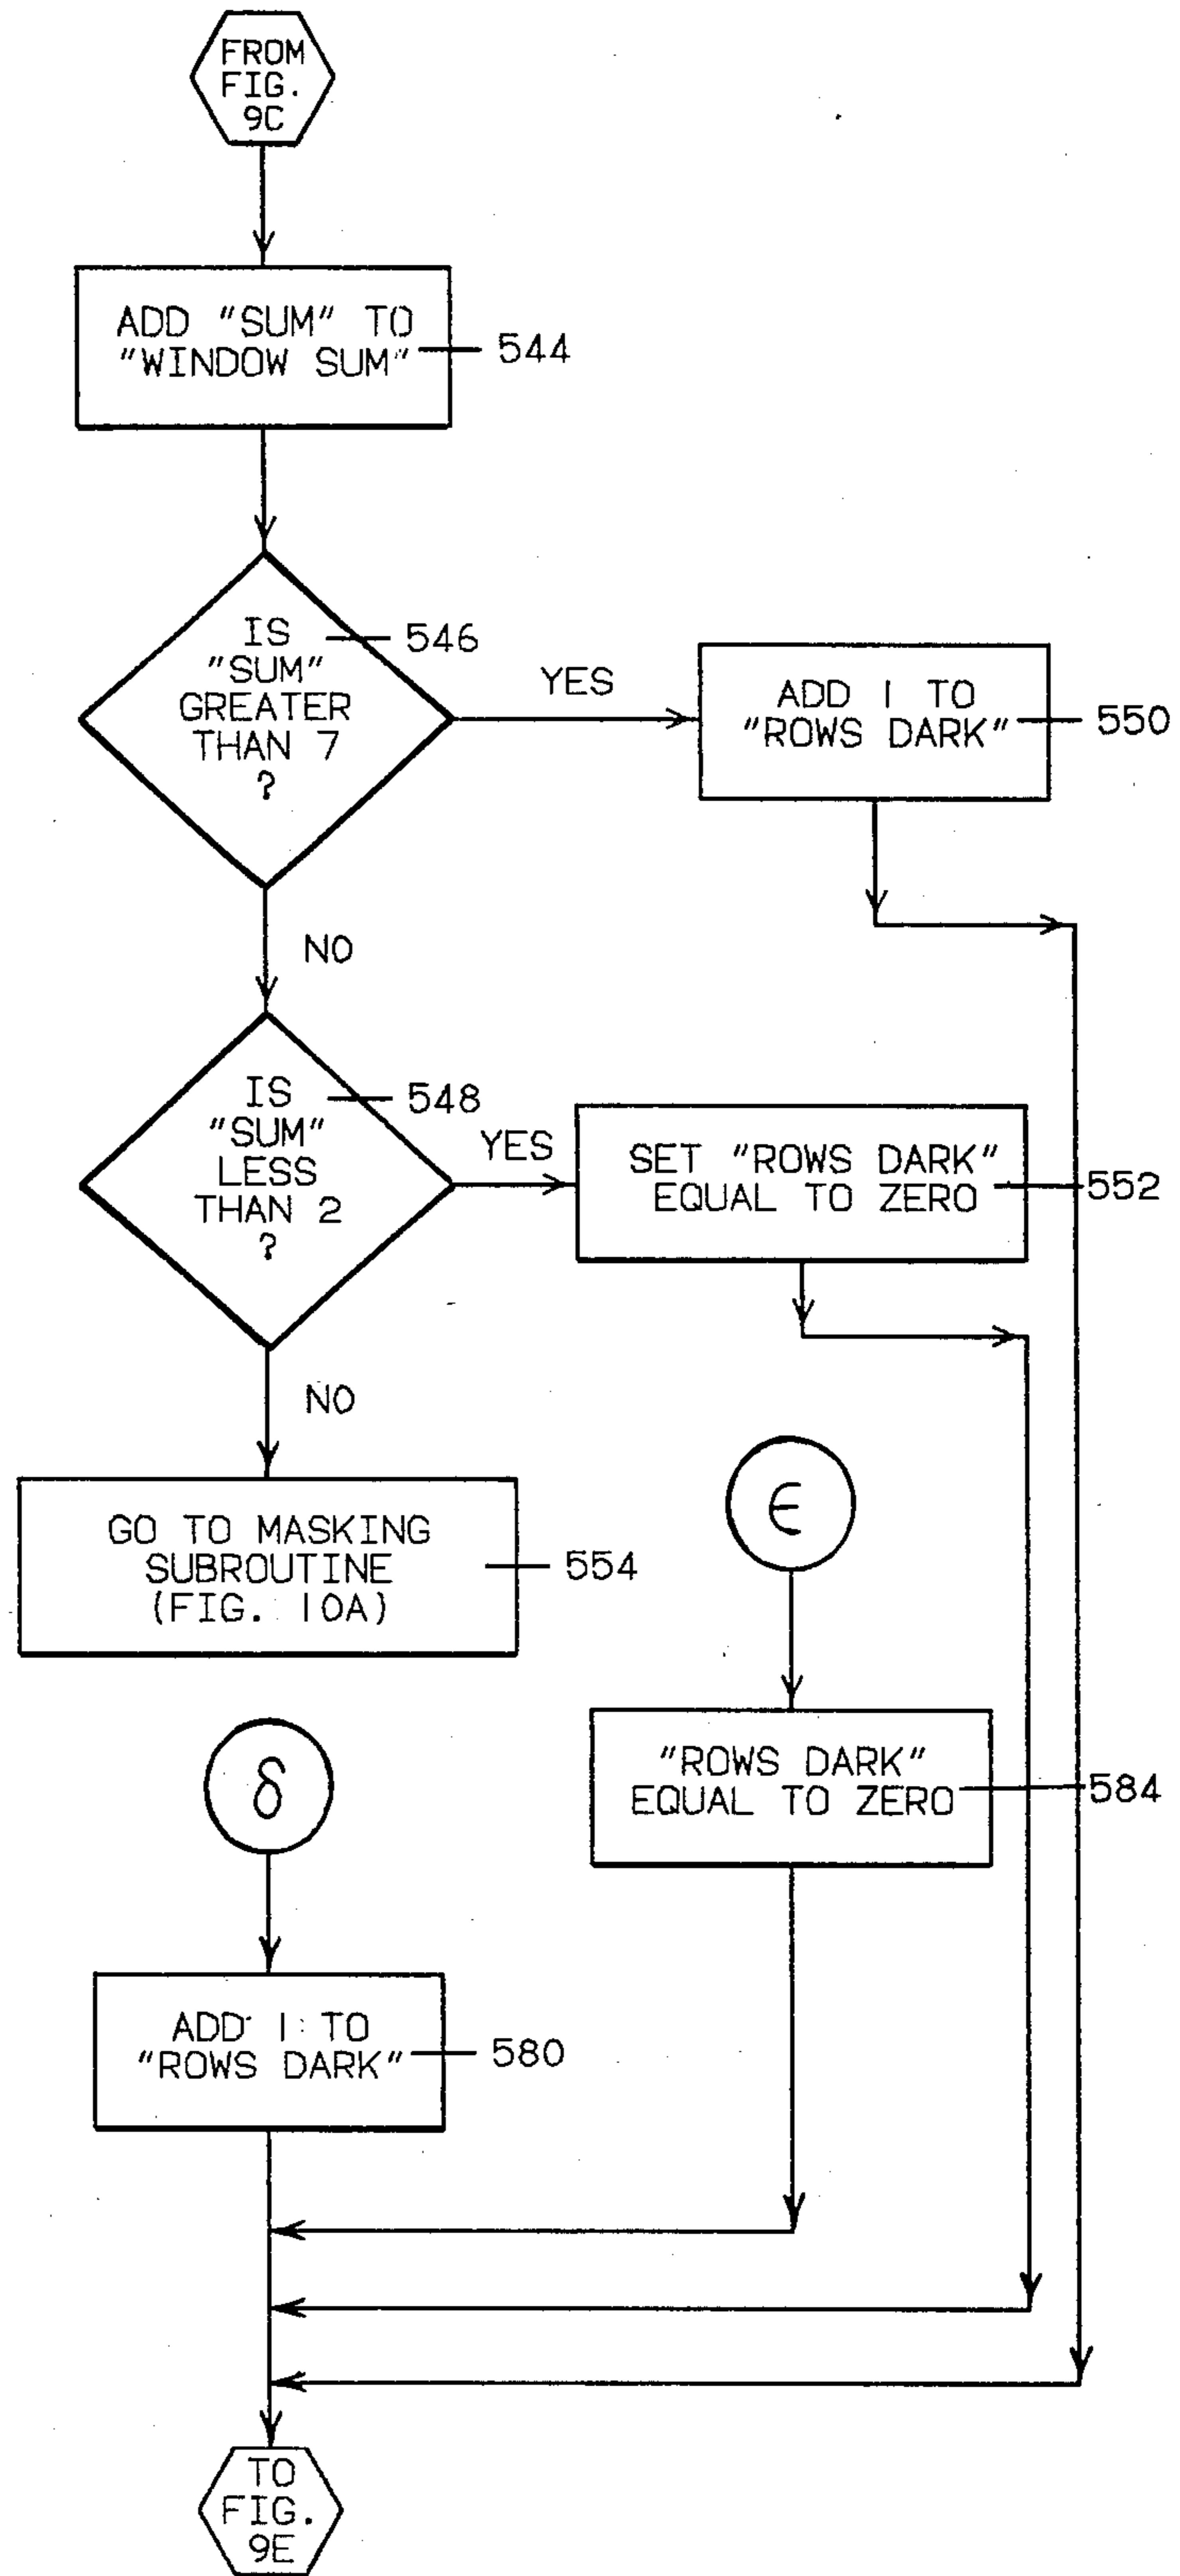 FROM
FIG.
9C
ADD "SUM" TO
"WINDOW SUM"
544
IS
"SUM"
GREATER
THAN 7
?
546
YES
ADD 1 TO
"ROWS DARK"
550
NO
IS
"SUM"
LESS
THAN 2
?
548
YES
SET "ROWS DARK"
EQUAL TO ZERO
552
NO
GO TO MASKING
SUBROUTINE
(FIG. 10A)
554
ϵ
"ROWS DARK"
EQUAL TO ZERO
584
δ
ADD 1 TO
"ROWS DARK"
580
TO
FIG.
9E